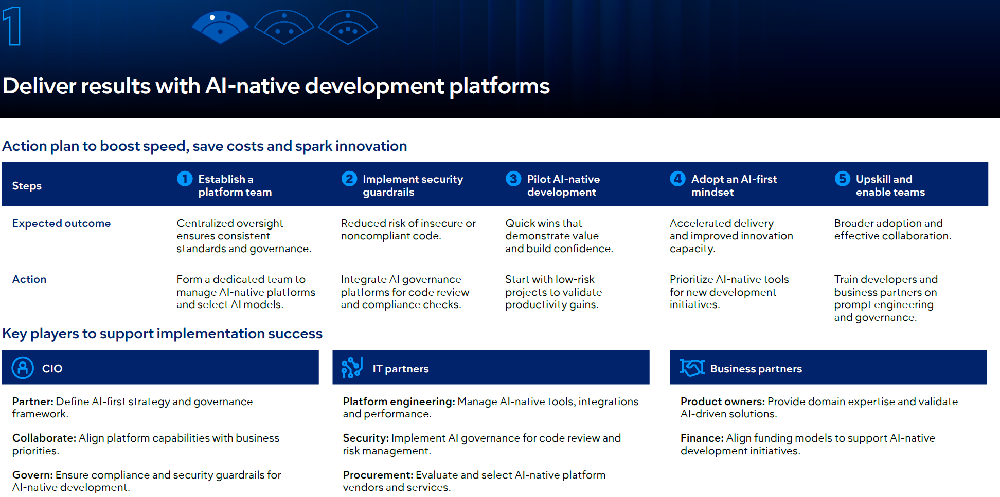 1
Deliver results with AI-native development platforms
Action plan to boost speed, save costs and spark innovation
Steps
1 Establish a
platform team
2 Implement security
guardrails
3 Pilot AI-native
development
4 Adopt an AI-first
mindset
5 Upskill and
enable teams
Expected outcome
Centralized oversight
ensures consistent
standards and governance.
Reduced risk of insecure or
noncompliant code.
Quick wins that
demonstrate value
and build confidence.
Accelerated delivery
and improved innovation
capacity.
Broader adoption and
effective collaboration.
Action
Form a dedicated team to
manage AI-native platforms
and select AI models.
Integrate AI governance
platforms for code review
and compliance checks.
Start with low-risk
projects to validate
productivity gains.
Prioritize AI-native tools
for new development
initiatives.
Train developers and
business partners on
prompt engineering
and governance.
Key players to support implementation success
CIO
Partner: Define AI-first strategy and governance
framework.
Collaborate: Align platform capabilities with business
priorities.
Govern: Ensure compliance and security guardrails for
AI-native development.
IT partners
Platform engineering: Manage AI-native tools, integrations
and performance.
Security: Implement AI governance for code review and
risk management.
Procurement: Evaluate and select AI-native platform
vendors and services.
Business partners
Product owners: Provide domain expertise and validate
AI-driven solutions.
Finance: Align funding models to support AI-native
development initiatives.